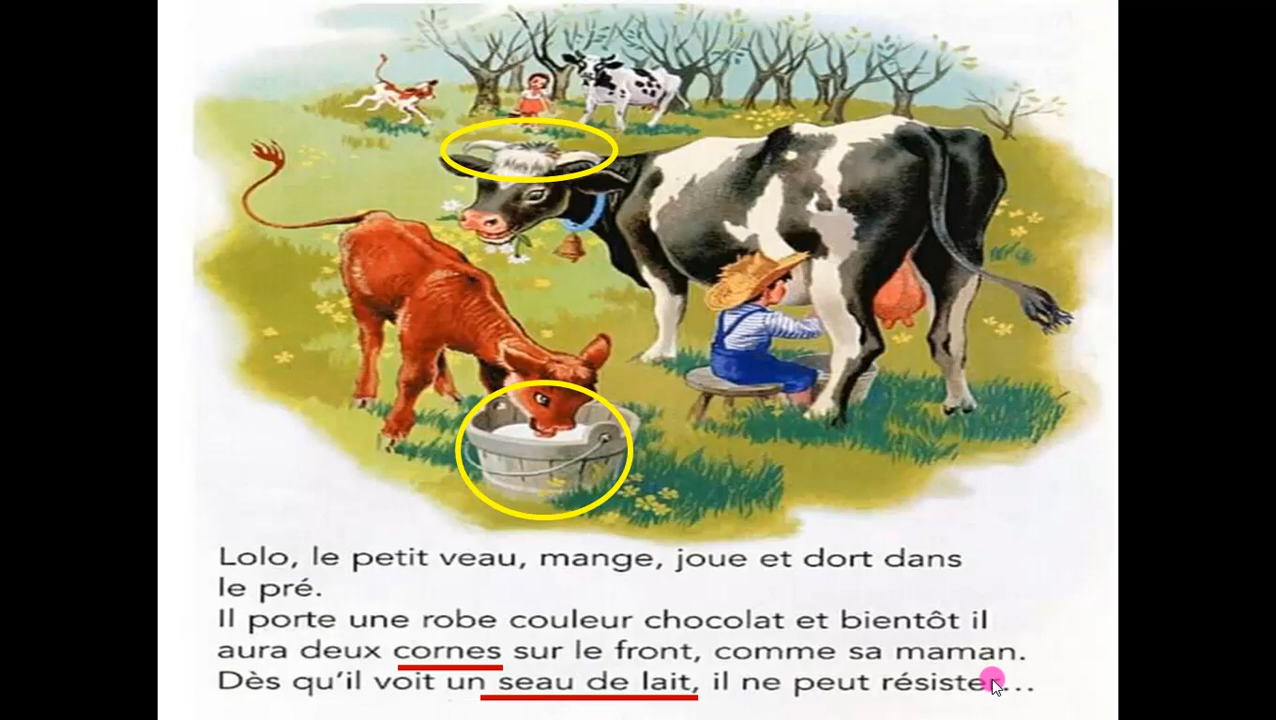 Lolo, le petit veau, mange, joue et dort dans
le pré.
Il porte une robe couleur chocolat et bientôt il
aura deux cornes sur le front, comme sa maman.
Dès qu'il voit un seau de lait, il ne peut résister...